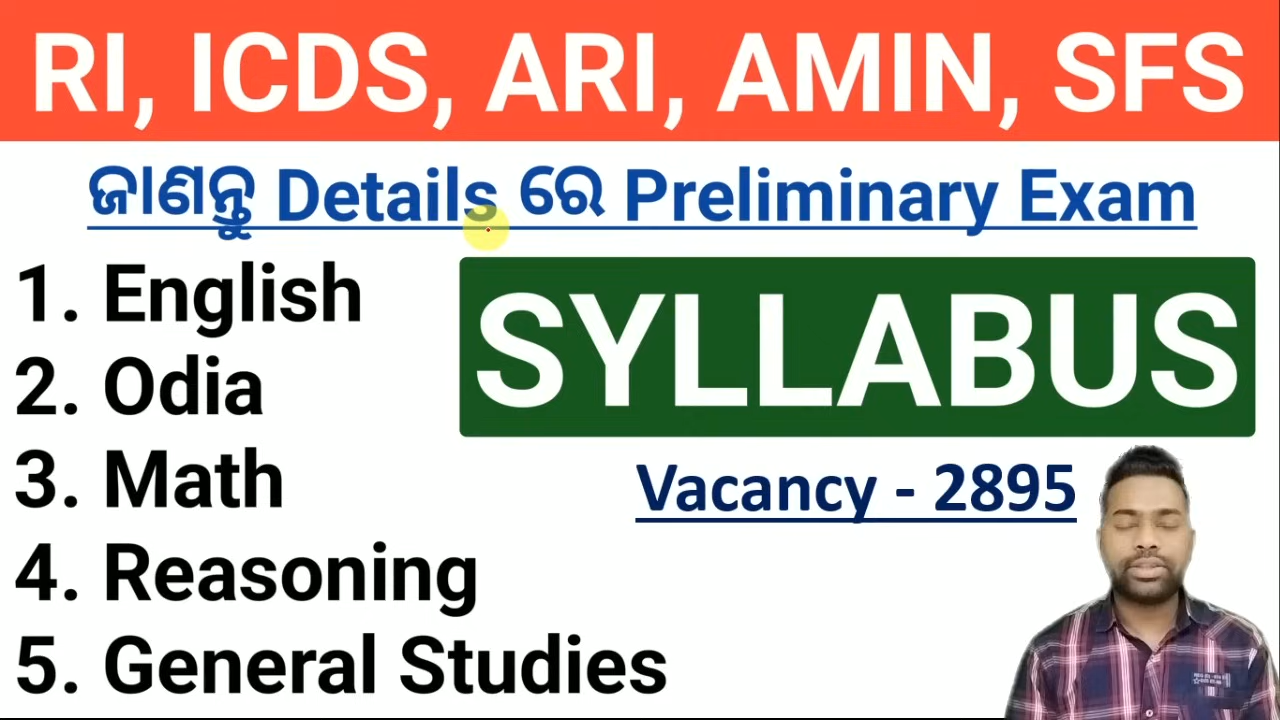 RI, ICDS, ARI, AMIN, SFS
ଜାଣନ୍ତୁ Details ରେ Preliminary Exam
1. English
SYLLABUS
2. Odia
3. Math
Vacancy - 2895
4. Reasoning
5. General Studies